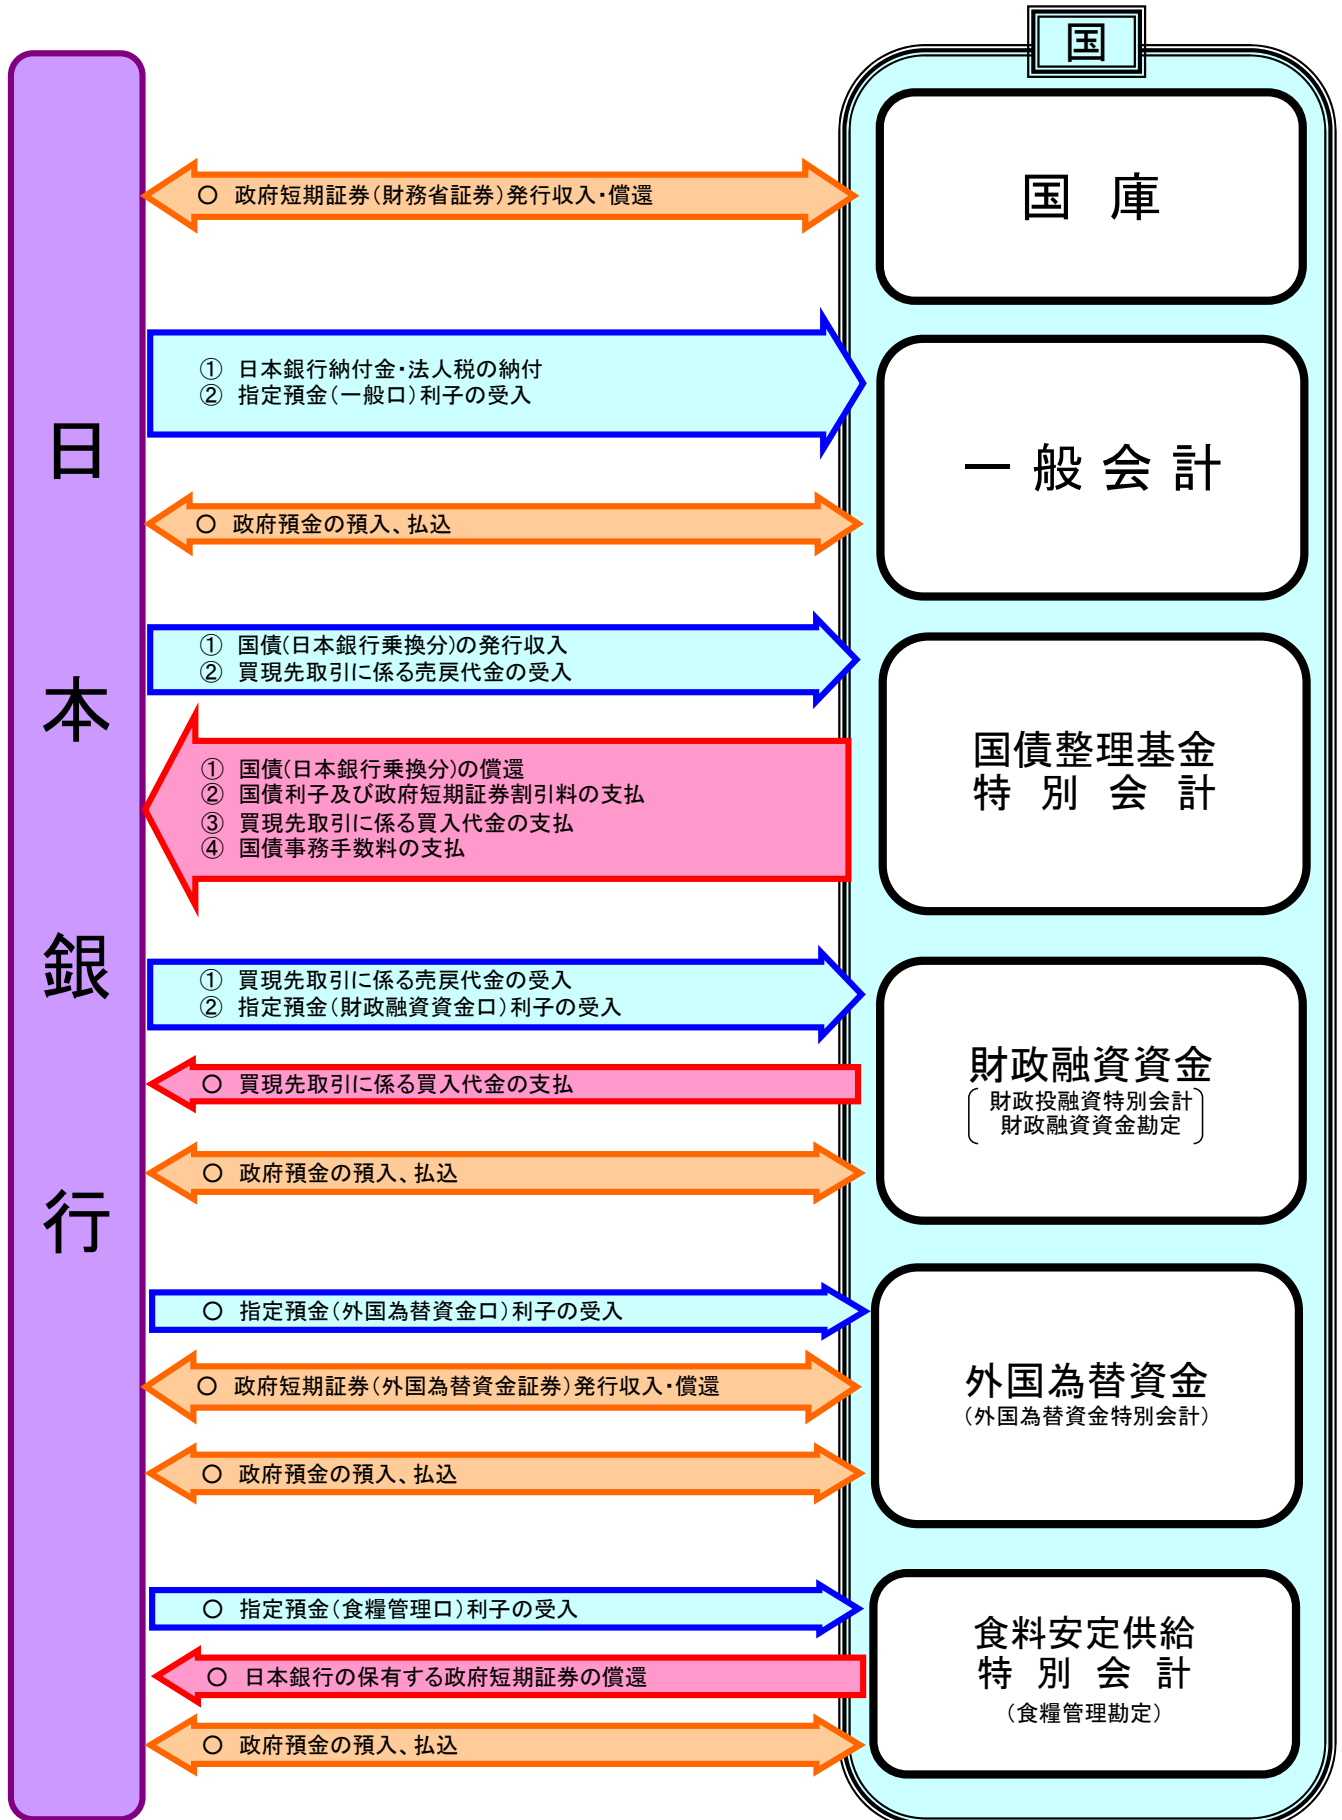 国
日本銀行
○ 政府短期証券(財務省証券)発行収入・償還
国 庫
① 日本銀行納付金・法人税の納付
② 指定預金(一般口)利子の受入
一 般 会 計
○ 政府預金の預入、払込
① 国債(日本銀行乗換分)の発行収入
② 買現先取引に係る売戻代金の受入
① 国債(日本銀行乗換分)の償還
② 国債利子及び政府短期証券割引料の支払
③ 買現先取引に係る買入代金の支払
④ 国債事務手数料の支払
国債整理基金
特 別 会 計
① 買現先取引に係る売戻代金の受入
② 指定預金(財政融資資金口)利子の受入
○ 買現先取引に係る買入代金の支払
○ 政府預金の預入、払込
財政融資資金
財政投融資特別会計
財政融資資金勘定
○ 指定預金(外国為替資金口)利子の受入
○ 政府短期証券(外国為替資金証券)発行収入・償還
○ 政府預金の預入、払込
外国為替資金
(外国為替資金特別会計)
○ 指定預金(食糧管理口)利子の受入
○ 日本銀行の保有する政府短期証券の償還
○ 政府預金の預入、払込
食料安定供給
特 別 会 計
(食糧管理勘定)